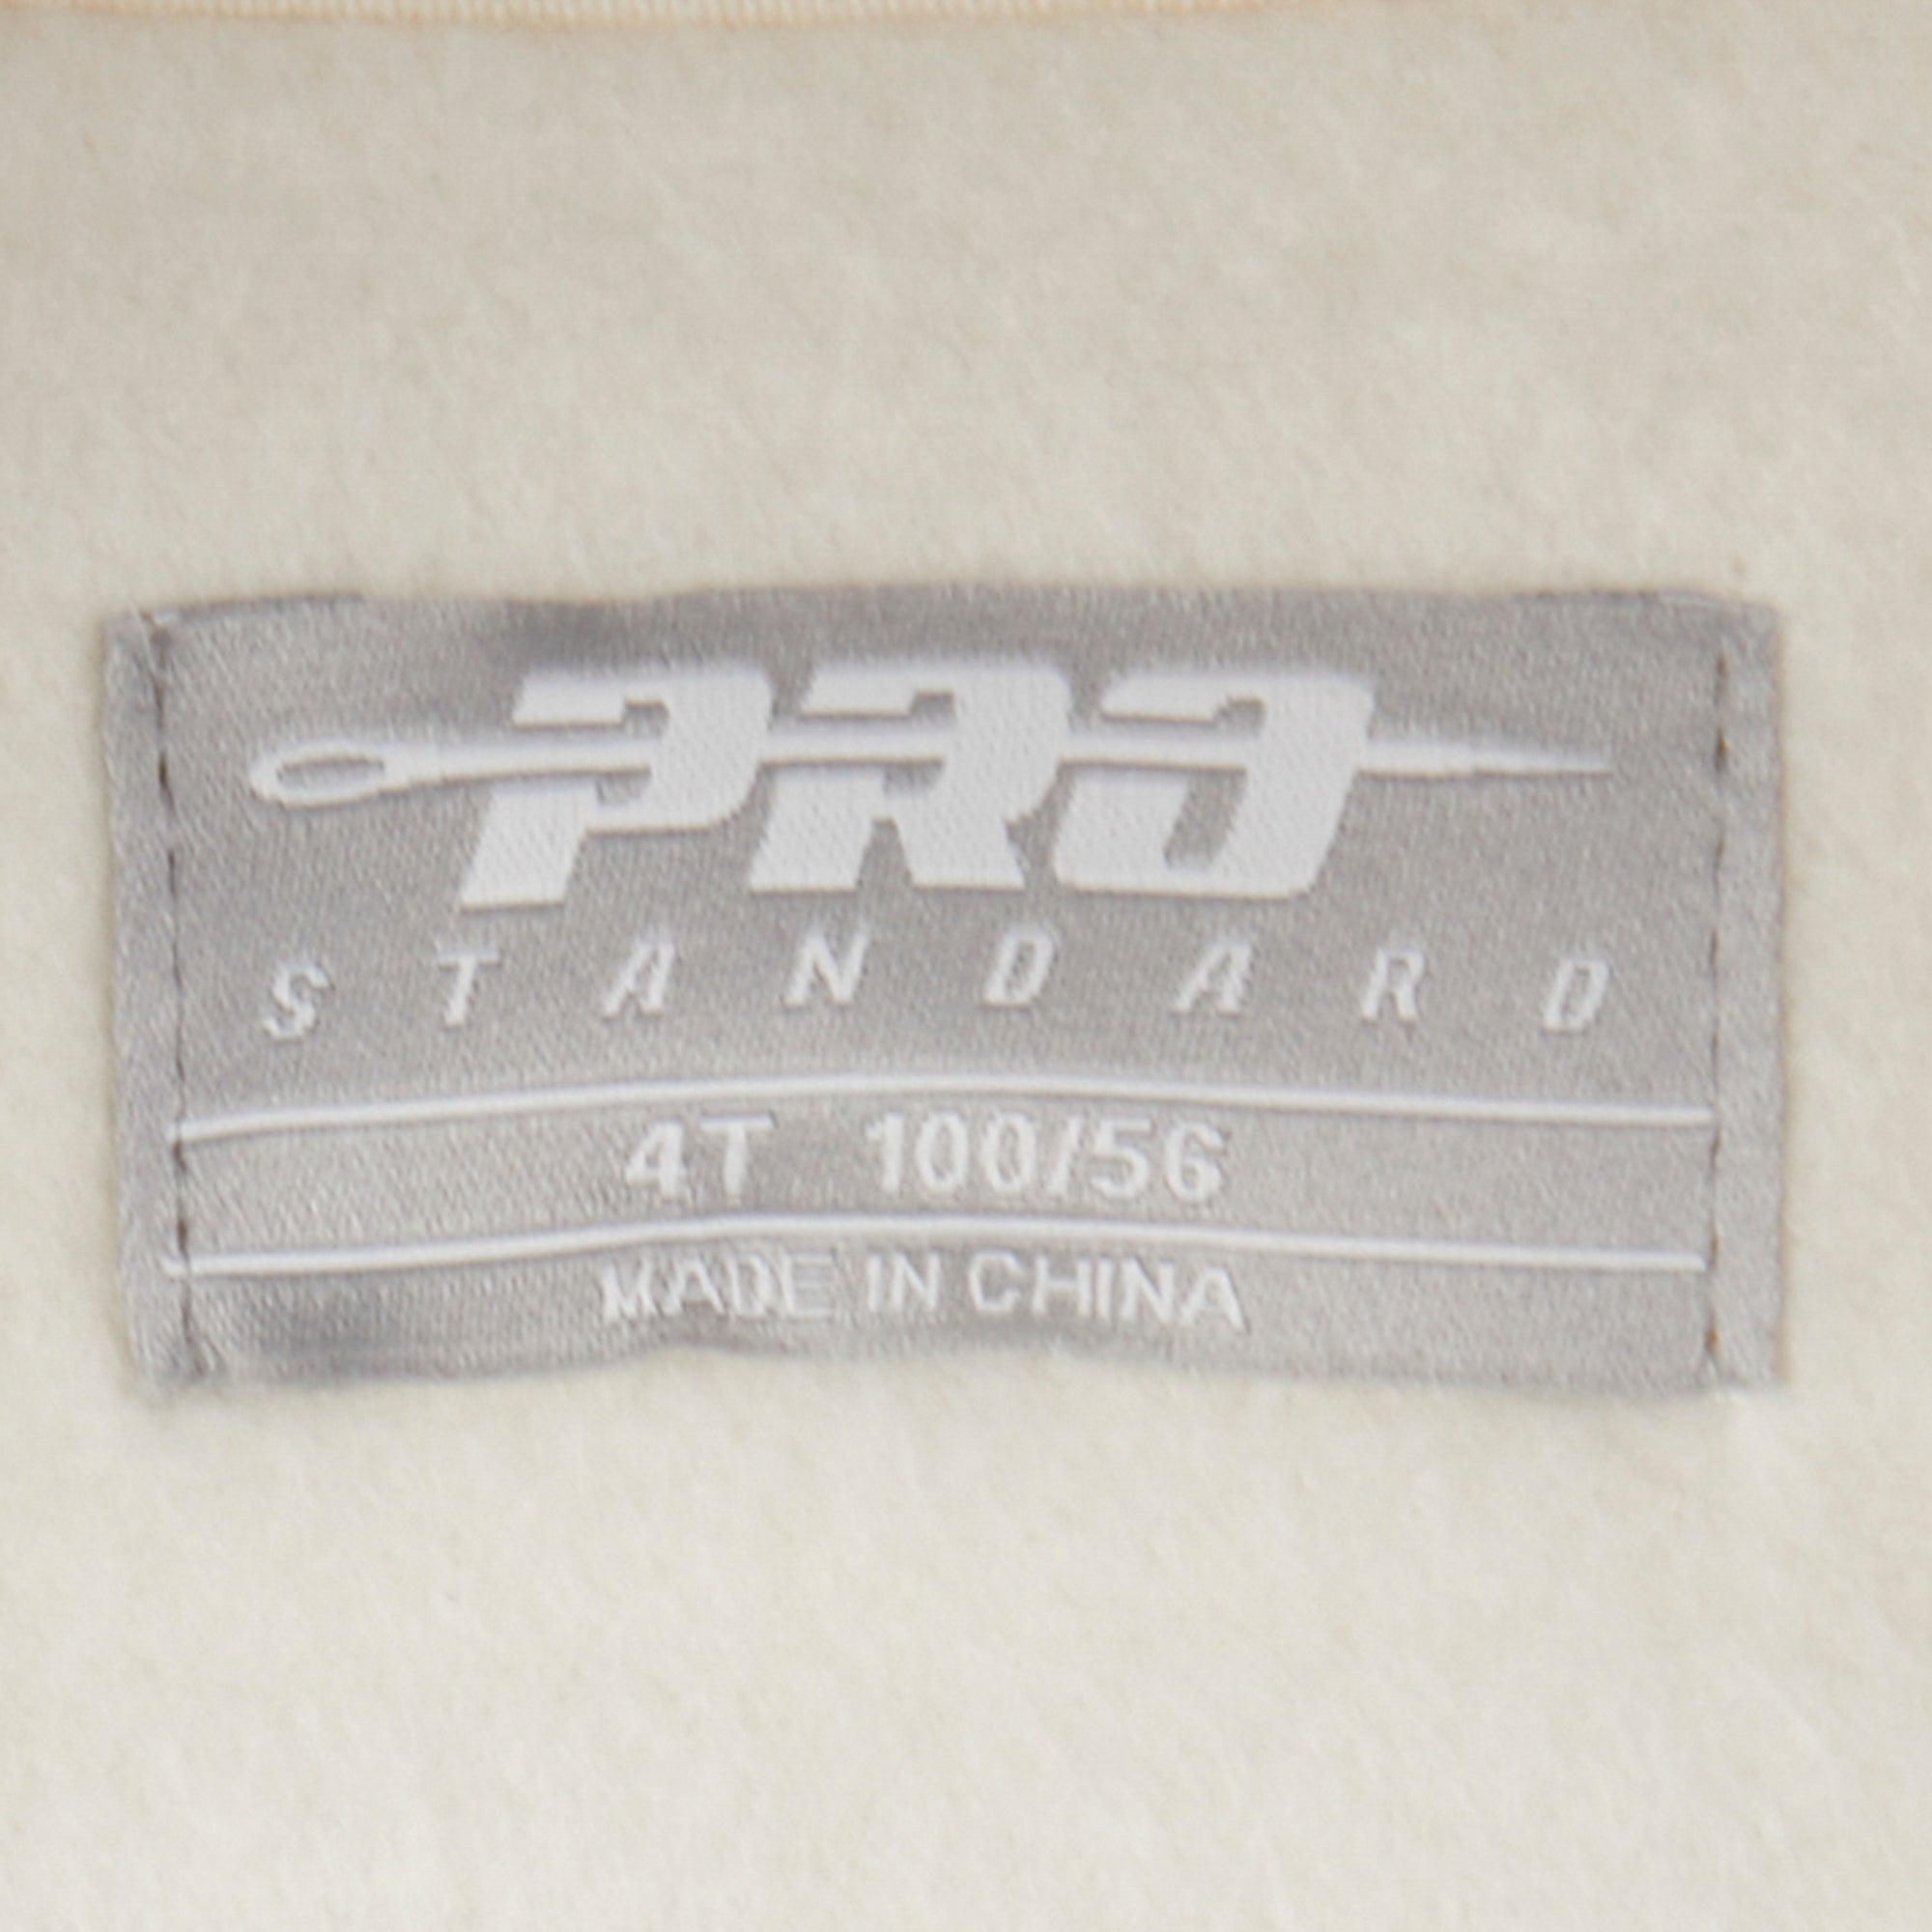 PRO
STANDARD
4T 100/56
MADE IN CHINA